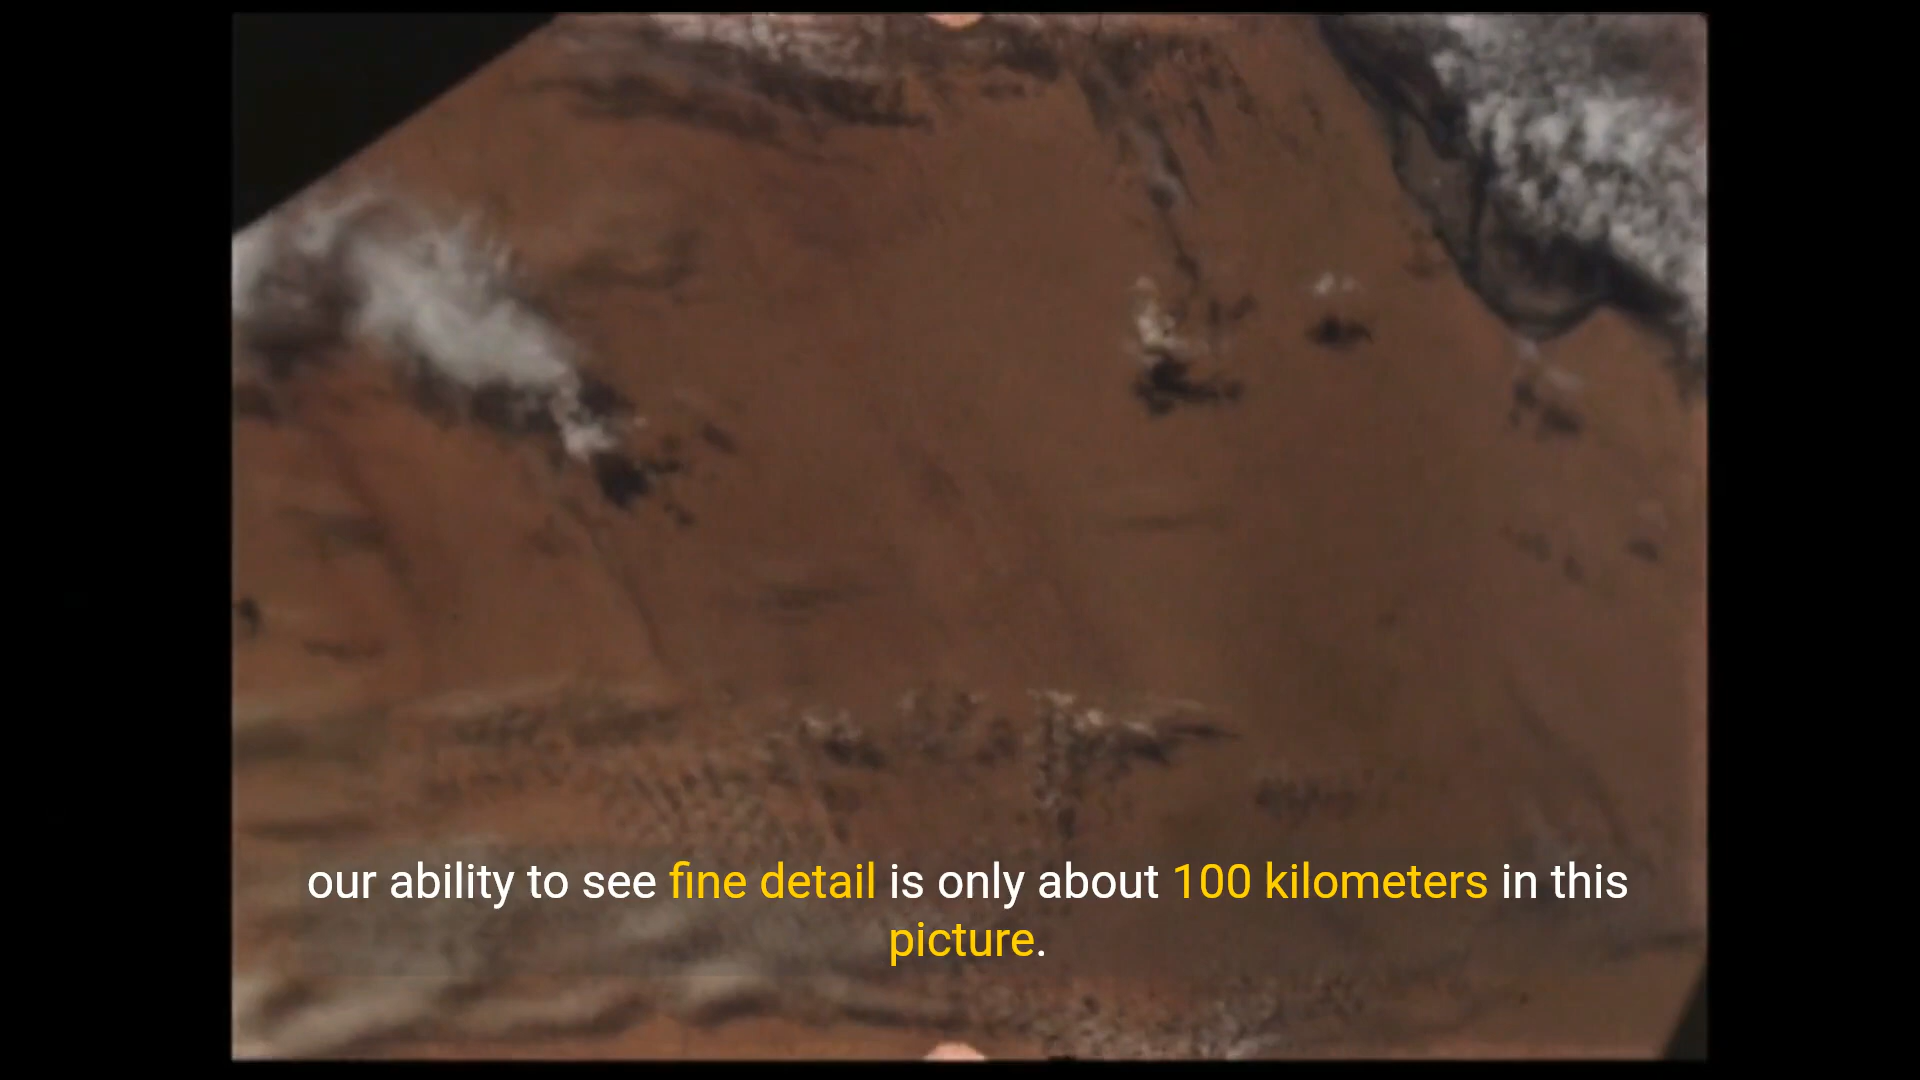 our ability to see fine detail is only about 100 kilometers in this
picture.